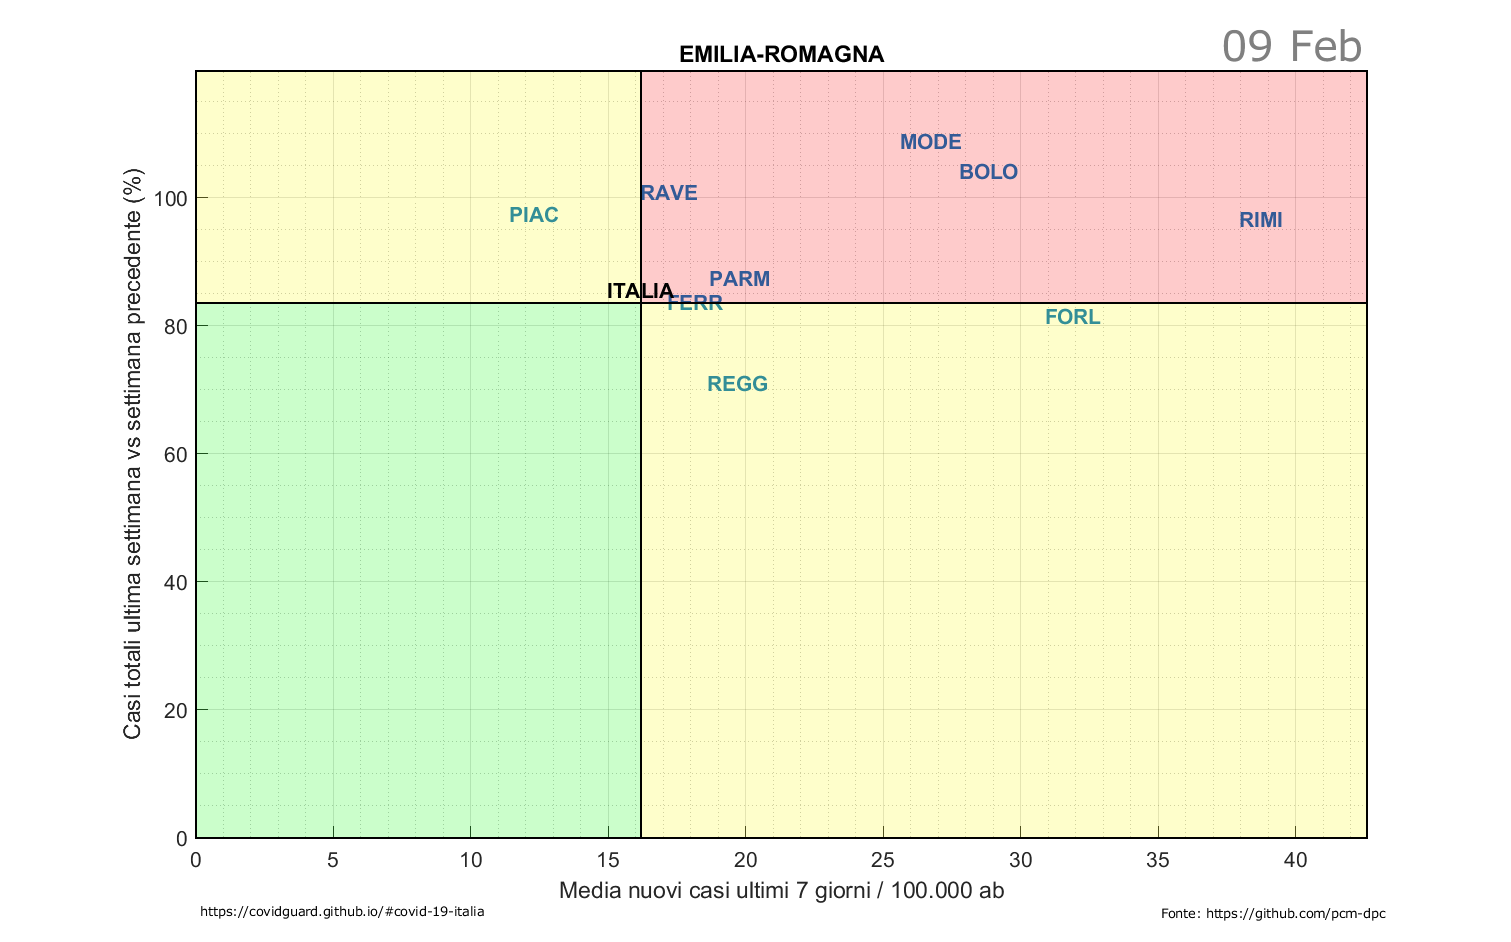 09 Feb
EMILIA-ROMAGNA
Casi totali ultima settimana vs settimana precedente (%)
100
80
60
40
20
0
MODE
BOLO
RAVE
PIAC
RIMI
PARM
ITALIA
FERR
FORL
REGG
0 5 10 15 20 25 30 35 40
Media nuovi casi ultimi 7 giorni / 100.000 ab
https://covidguard.github.io/#covid-19-italia
Fonte: https://github.com/pcm-dpc